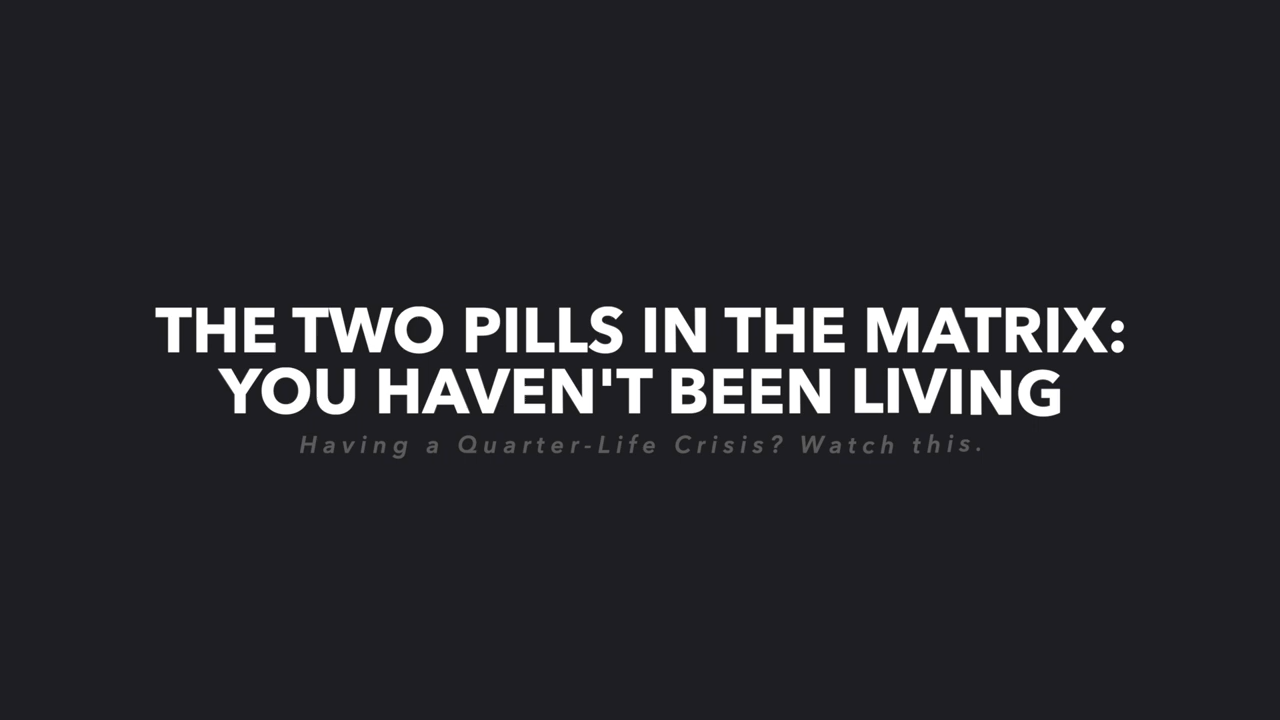 THE TWO PILLS IN THE MATRIX:
YOU HAVEN'T BEEN LIVING
Having a Quarter-Life Crisis? Watch this.